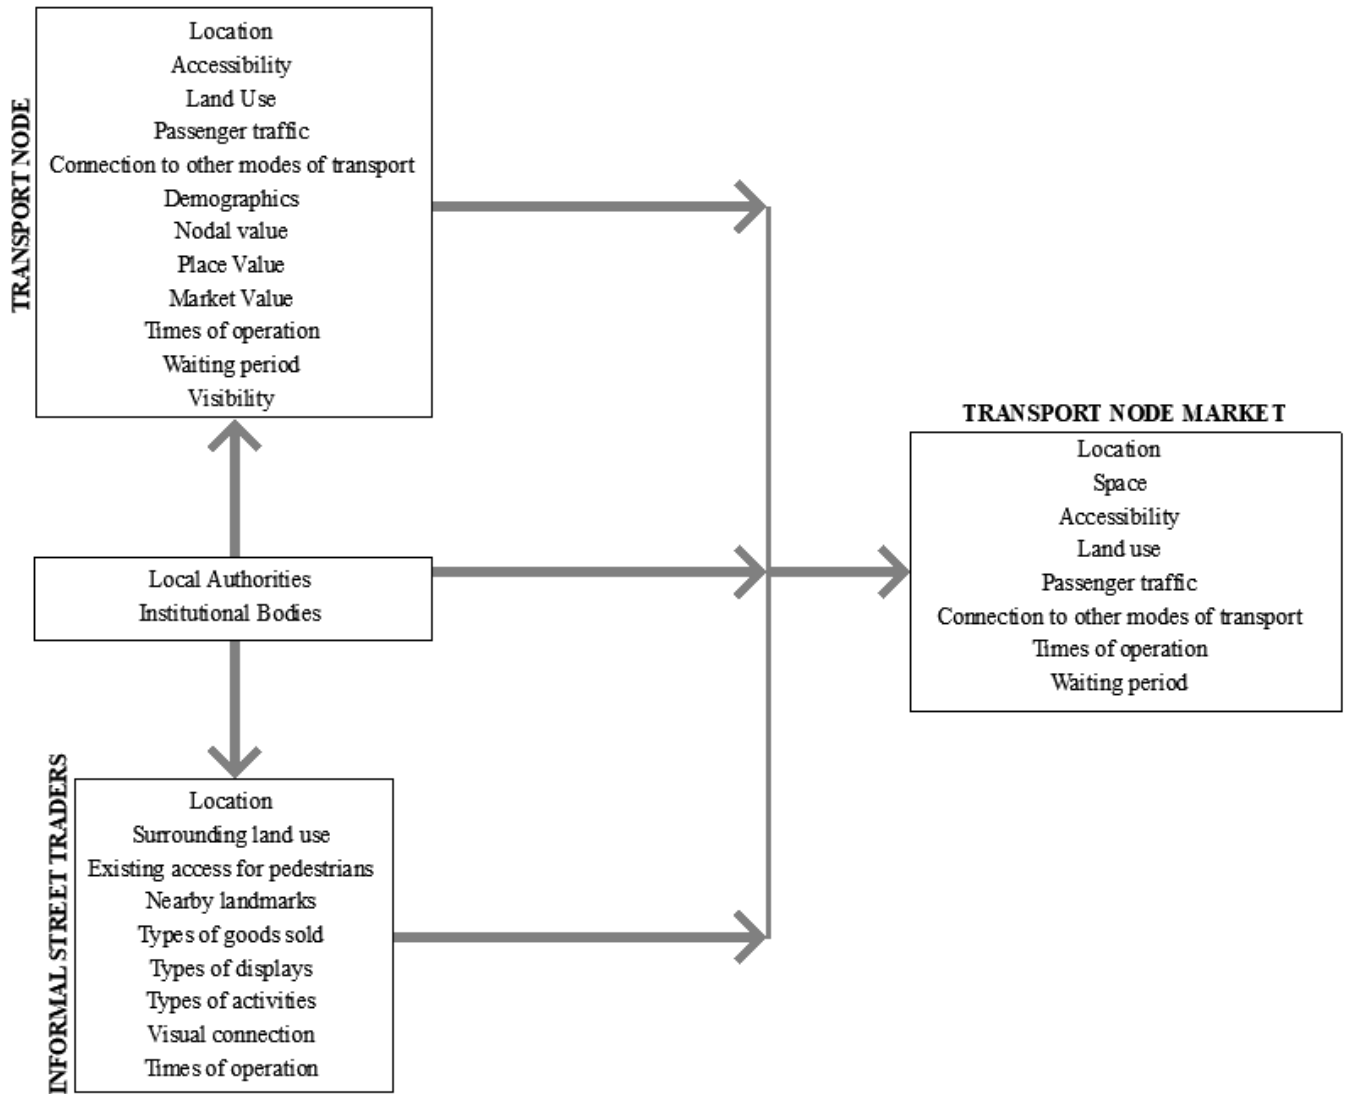 TRANSPORT NODE
Location
Accessibility
Land Use
Passenger traffic
Connection to other modes of transport
Demographics
Nodal value
Place Value
Market Value
Times of operation
Waiting period
Visibility
Local Authorities
Institutional Bodies
INFORMAL STREET TRADERS
Location
Surrounding land use
Existing access for pedestrians
Nearby landmarks
Types of goods sold
Types of displays
Types of activities
Visual connection
Times of operation
TRANSPORT NODE MARKET
Location
Space
Accessibility
Land use
Passenger traffic
Connection to other modes of transport
Times of operation
Waiting period